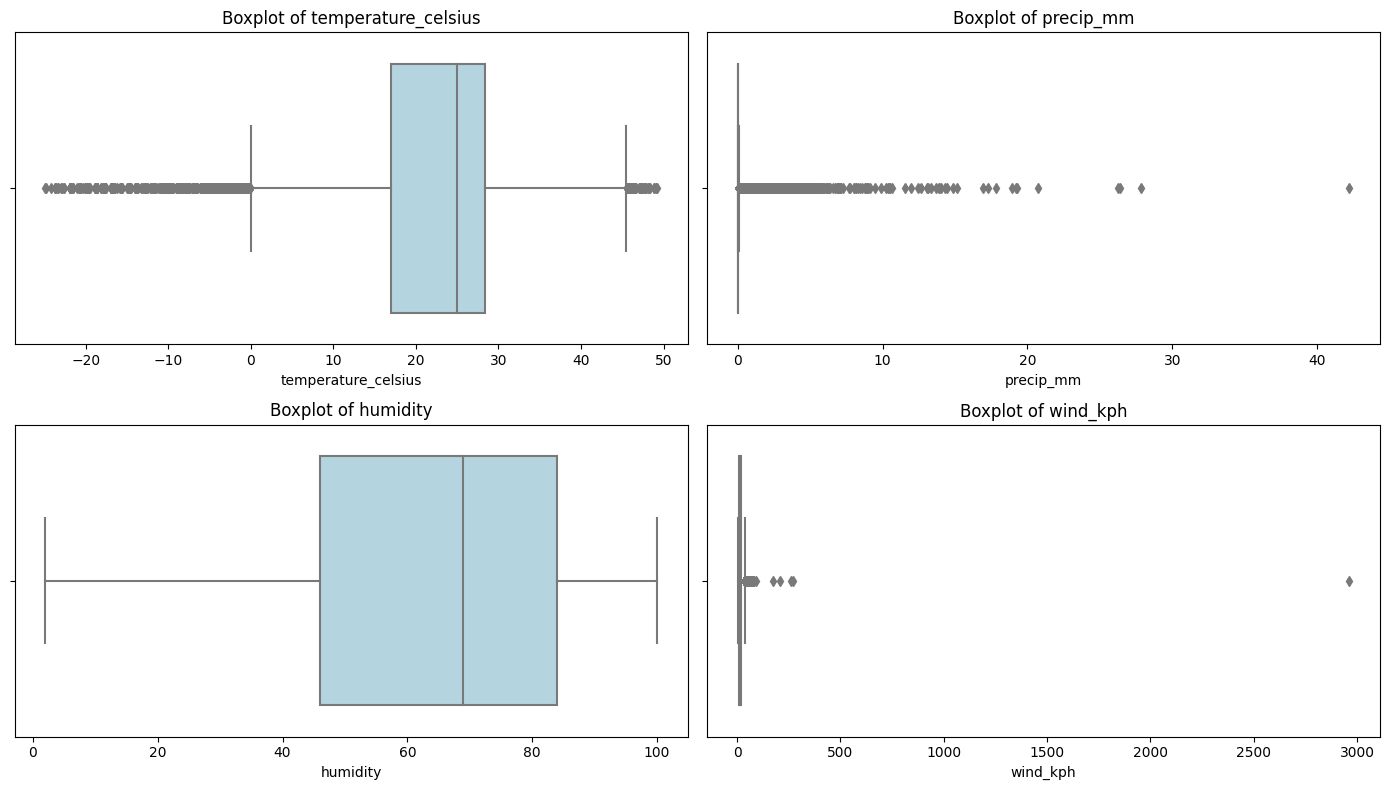 Boxplot of temperature_celsius
−20 −10 0 10 20 30 40 50
temperature_celsius
Boxplot of precip_mm
0 10 20 30 40
precip_mm
Boxplot of humidity
0 20 40 60 80 100
humidity
Boxplot of wind_kph
0 500 1000 1500 2000 2500 3000
wind_kph